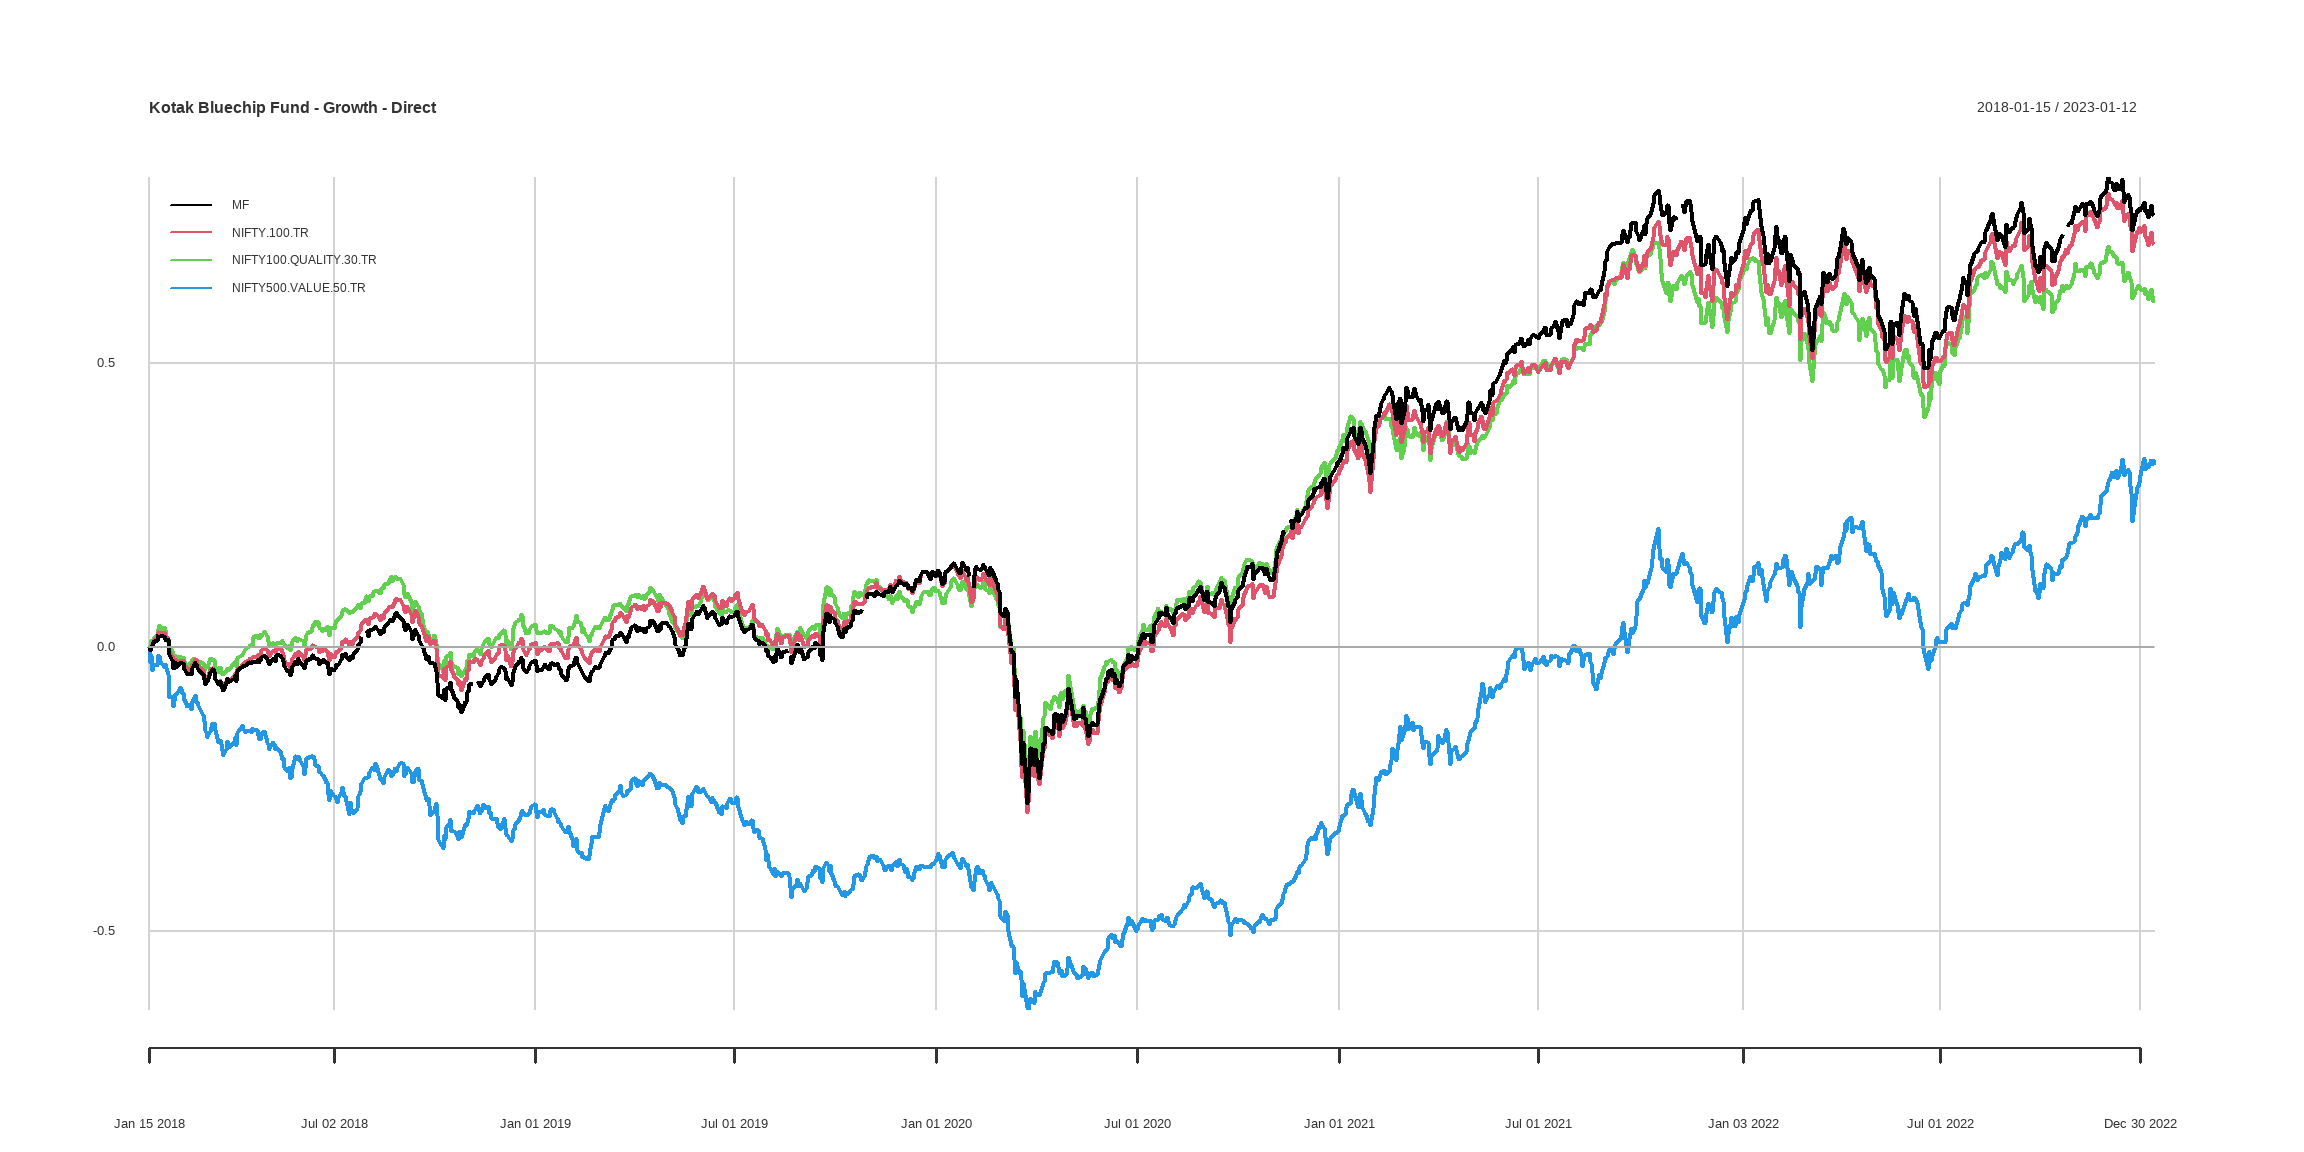 Kotak Bluechip Fund - Growth - Direct
2018-01-15 / 2023-01-12
MF
NIFTY.100.TR
NIFTY100.QUALITY.30.TR
NIFTY500.VALUE.50.TR
0.5
0.0
-0.5
Jan 15 2018
Jul 02 2018
Jan 01 2019
Jul 01 2019
Jan 01 2020
Jul 01 2020
Jan 01 2021
Jul 01 2021
Jan 03 2022
Jul 01 2022
Dec 30 2022